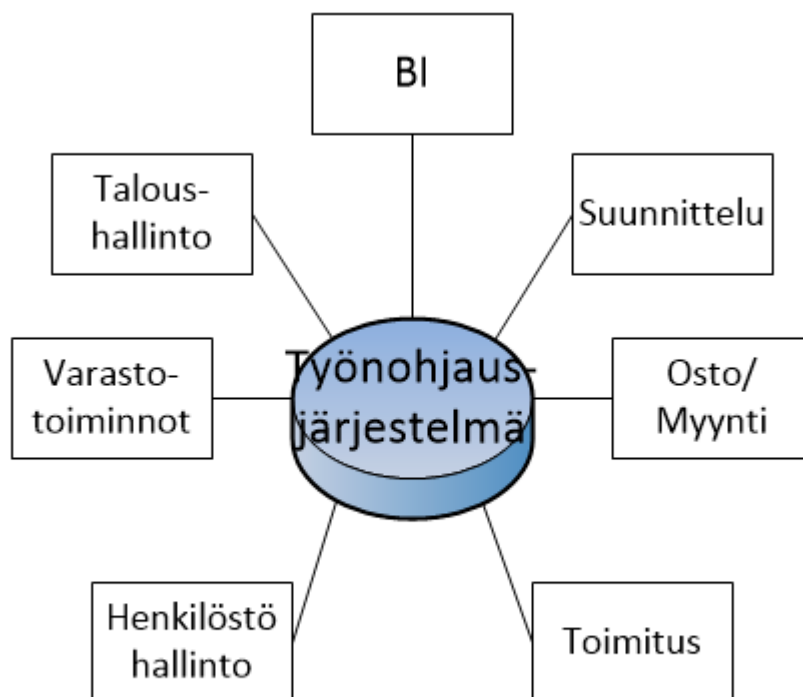 BI
Talous-
hallinto
Suunnittelu
Varasto-
toiminnot
Työnohjaus-
järjestelmä
Osto/
Myynti
Henkilöstö
hallinto
Toimitus